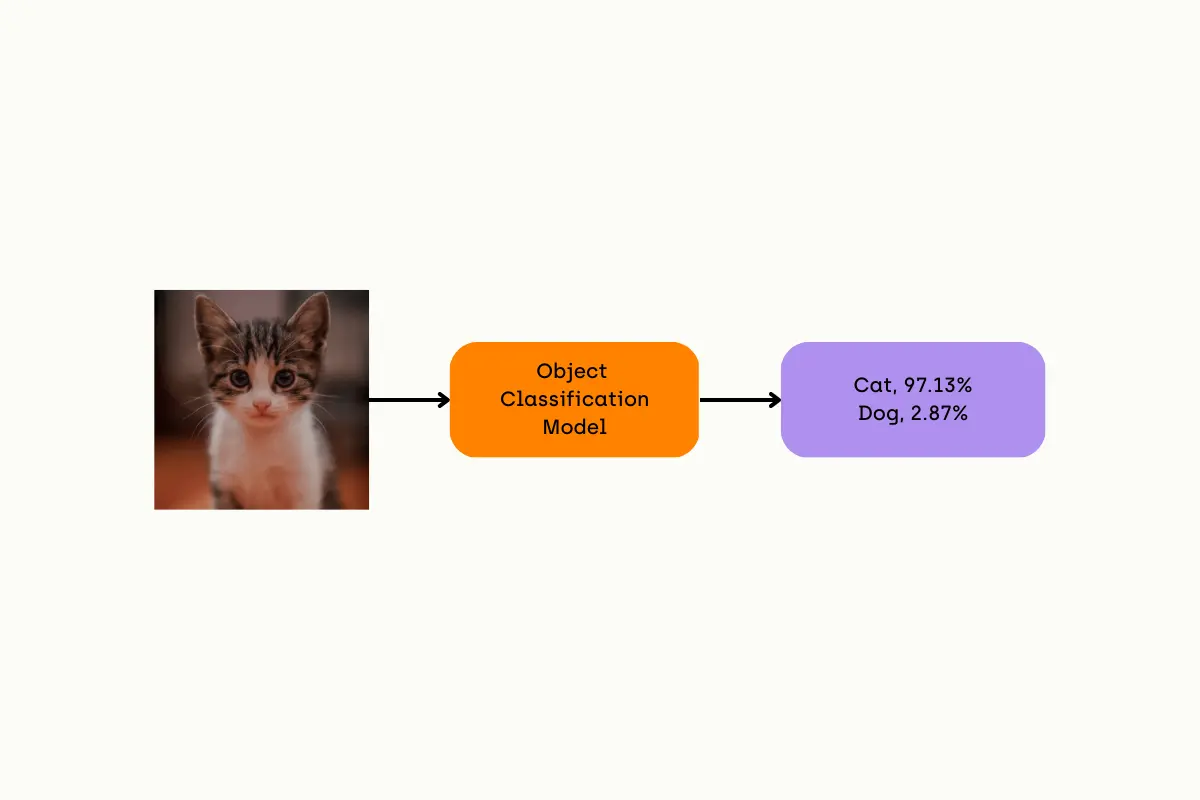 Object
Classification
Model
Cat, 97.13%
Dog, 2.87%